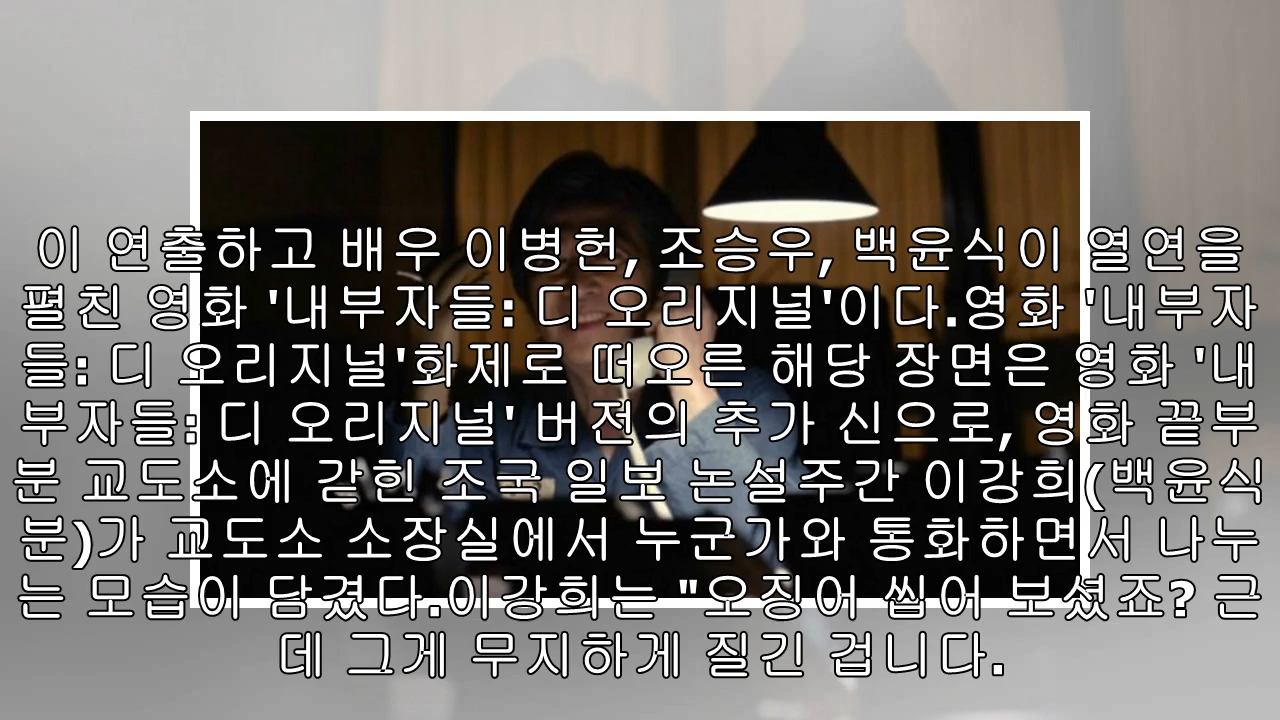 이 연출하고 배우 이병헌, 조승우, 백윤식이 열연을
펼친 영화 '내부자들: 디 오리지널'이다.영화 '내부자
들: 디 오리지널'화제로 떠오른 해당 장면은 영화 '내
부자들: 디 오리지널' 버전의 추가 신으로, 영화 끝부
분 교도소에 갇힌 조국 일보 논설주간 이강희(백윤식
분)가 교도소 소장실에서 누군가와 통화하면서 나누
는 모습이 담겼다.이강희는 "오징어 씹어 보셨죠? 근
데 그게 무지하게 질긴 겁니다.